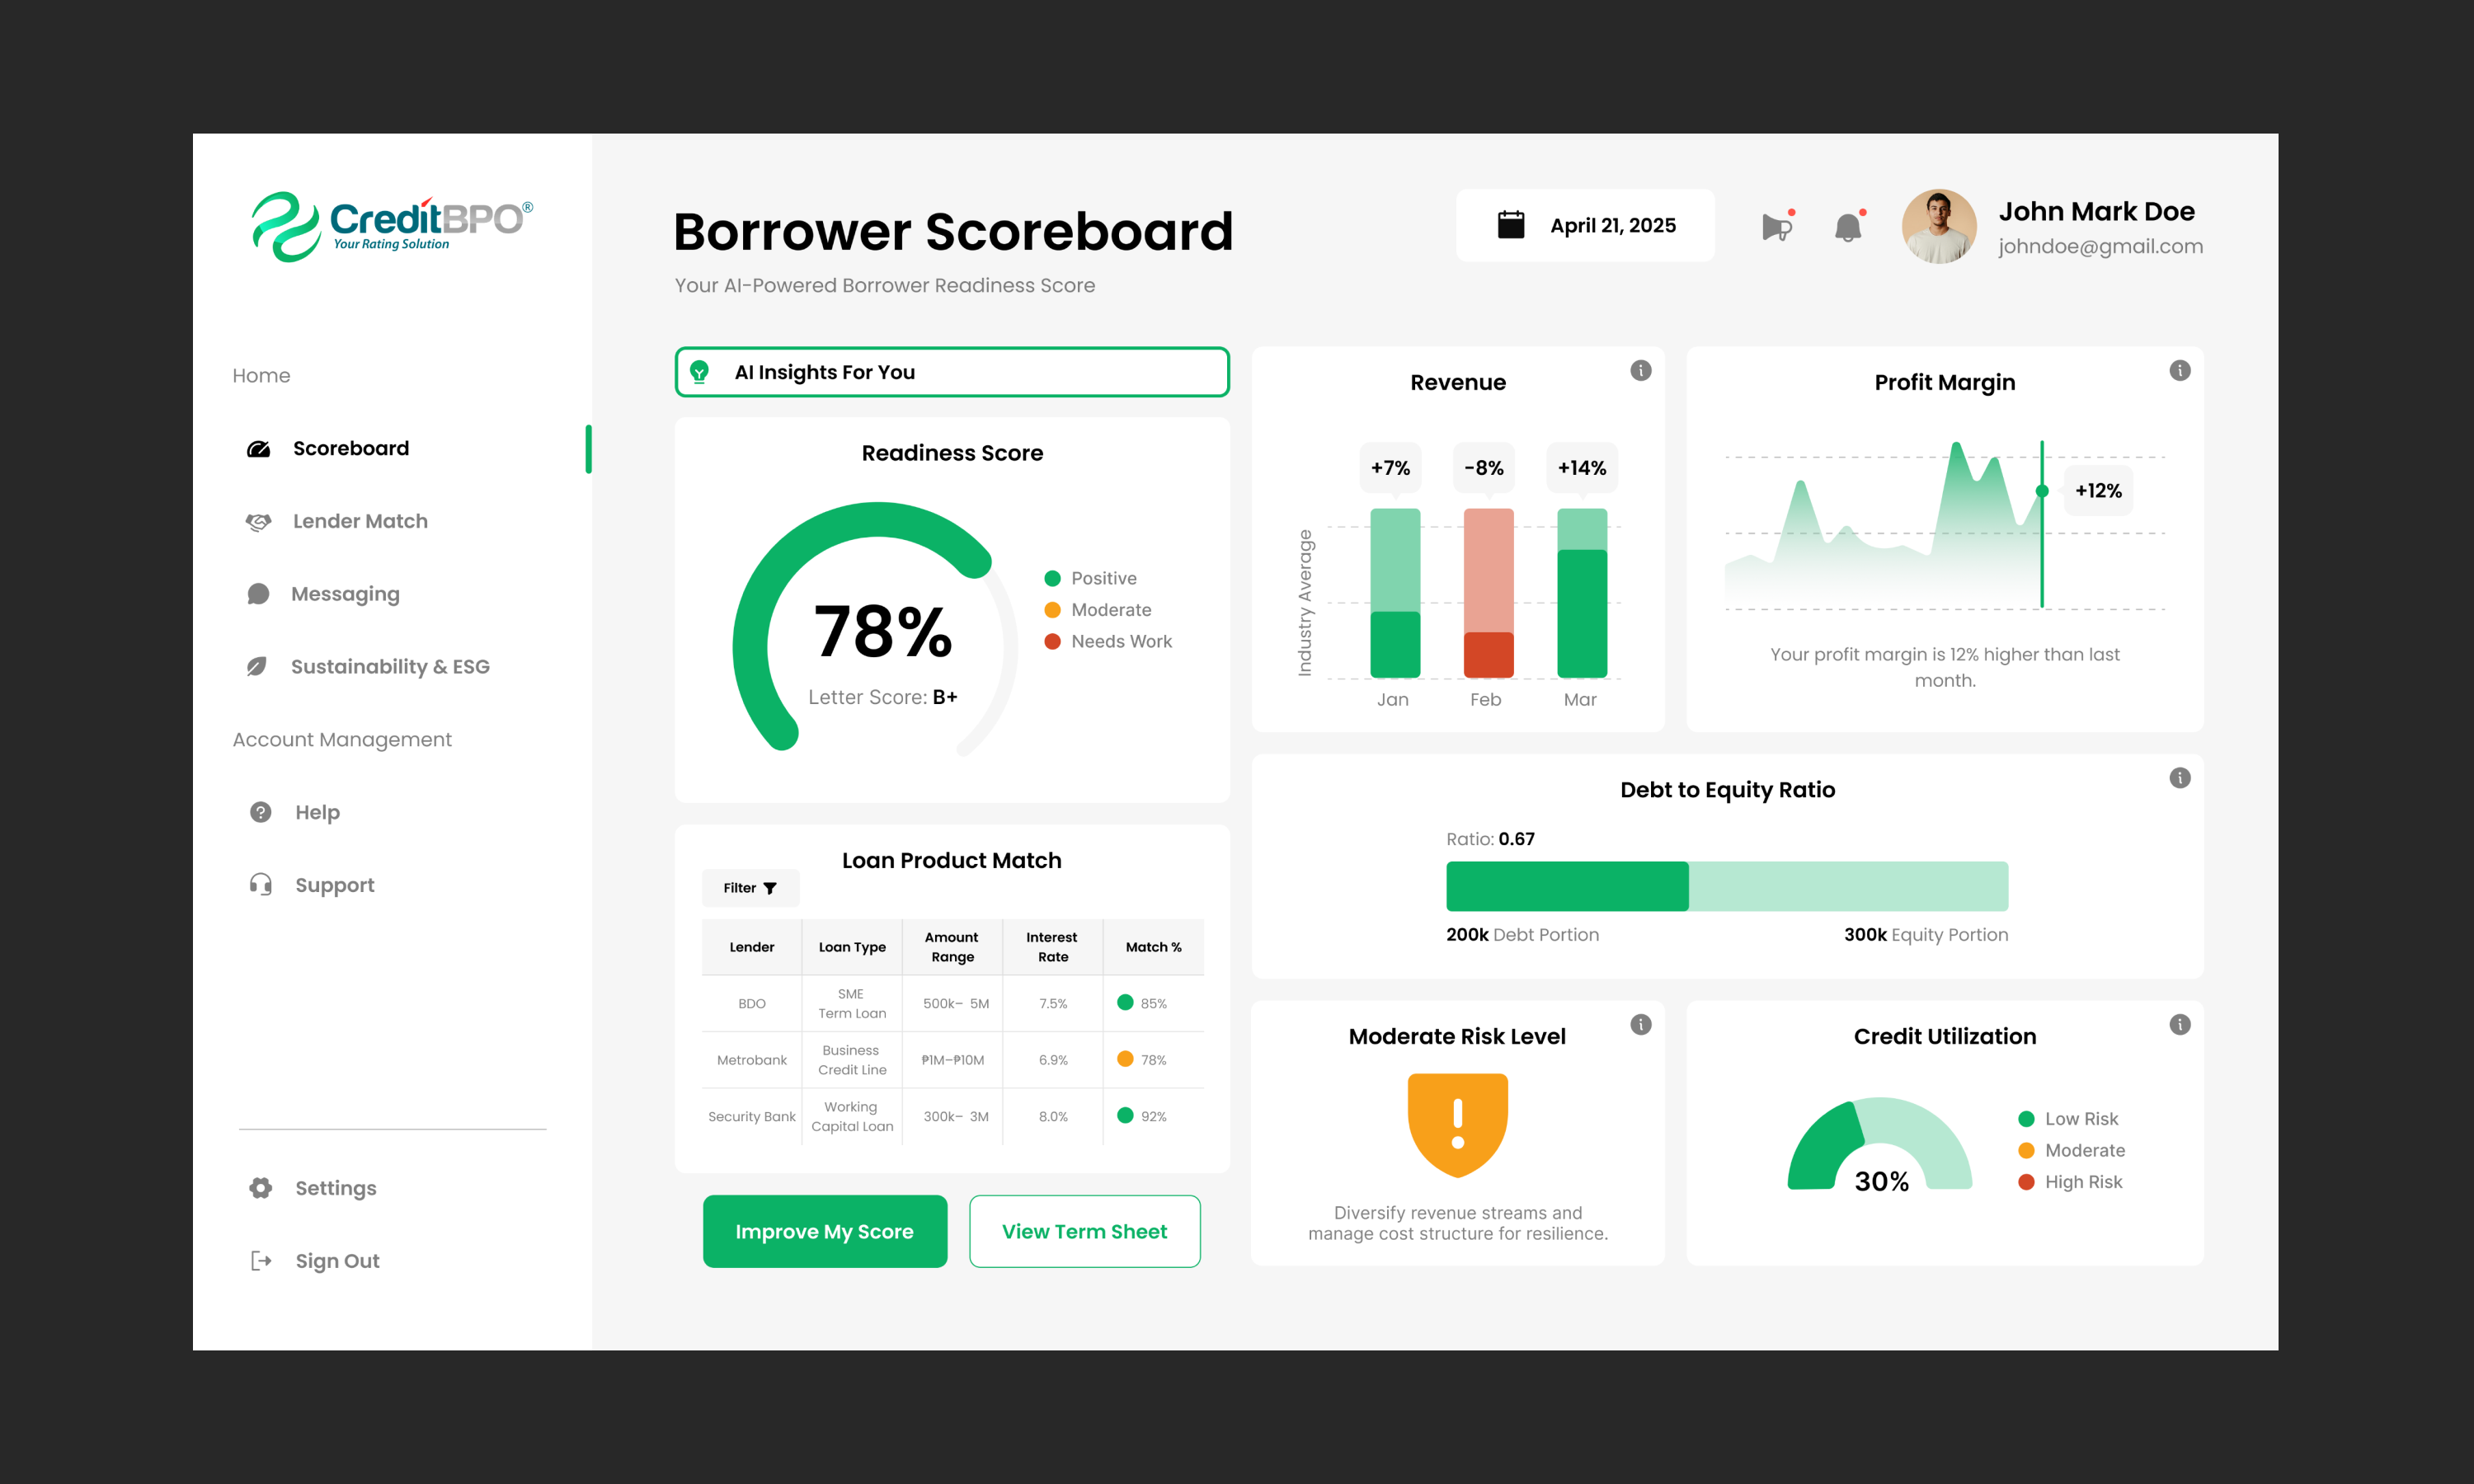 CreditBPO®
Your Rating Solution
Home
Scoreboard
Lender Match
Messaging
Sustainability & ESG
Account Management
Help
Support
Settings
Sign Out
Borrower Scoreboard
Your AI-Powered Borrower Readiness Score
April 21, 2025
John Mark Doe
johndoe@gmail.com
AI Insights For You
Readiness Score
78%
Letter Score: B+
Positive
Moderate
Needs Work
Loan Product Match
Filter
Lender
Loan Type
Amount
Range
Interest
Rate
Match %
BDO
SME
Term Loan
500k– 5M
7.5%
85%
Metrobank
Business
Credit Line
₱1M–₱10M
6.9%
78%
Security Bank
Working
Capital Loan
300k– 3M
8.0%
92%
Improve My Score
View Term Sheet
Revenue
Industry Average
+7%
-8%
+14%
Jan
Feb
Mar
Profit Margin
+12%
Your profit margin is 12% higher than last
month.
Debt to Equity Ratio
Ratio: 0.67
200k Debt Portion
300k Equity Portion
Moderate Risk Level
Diversify revenue streams and
manage cost structure for resilience.
Credit Utilization
30%
Low Risk
Moderate
High Risk